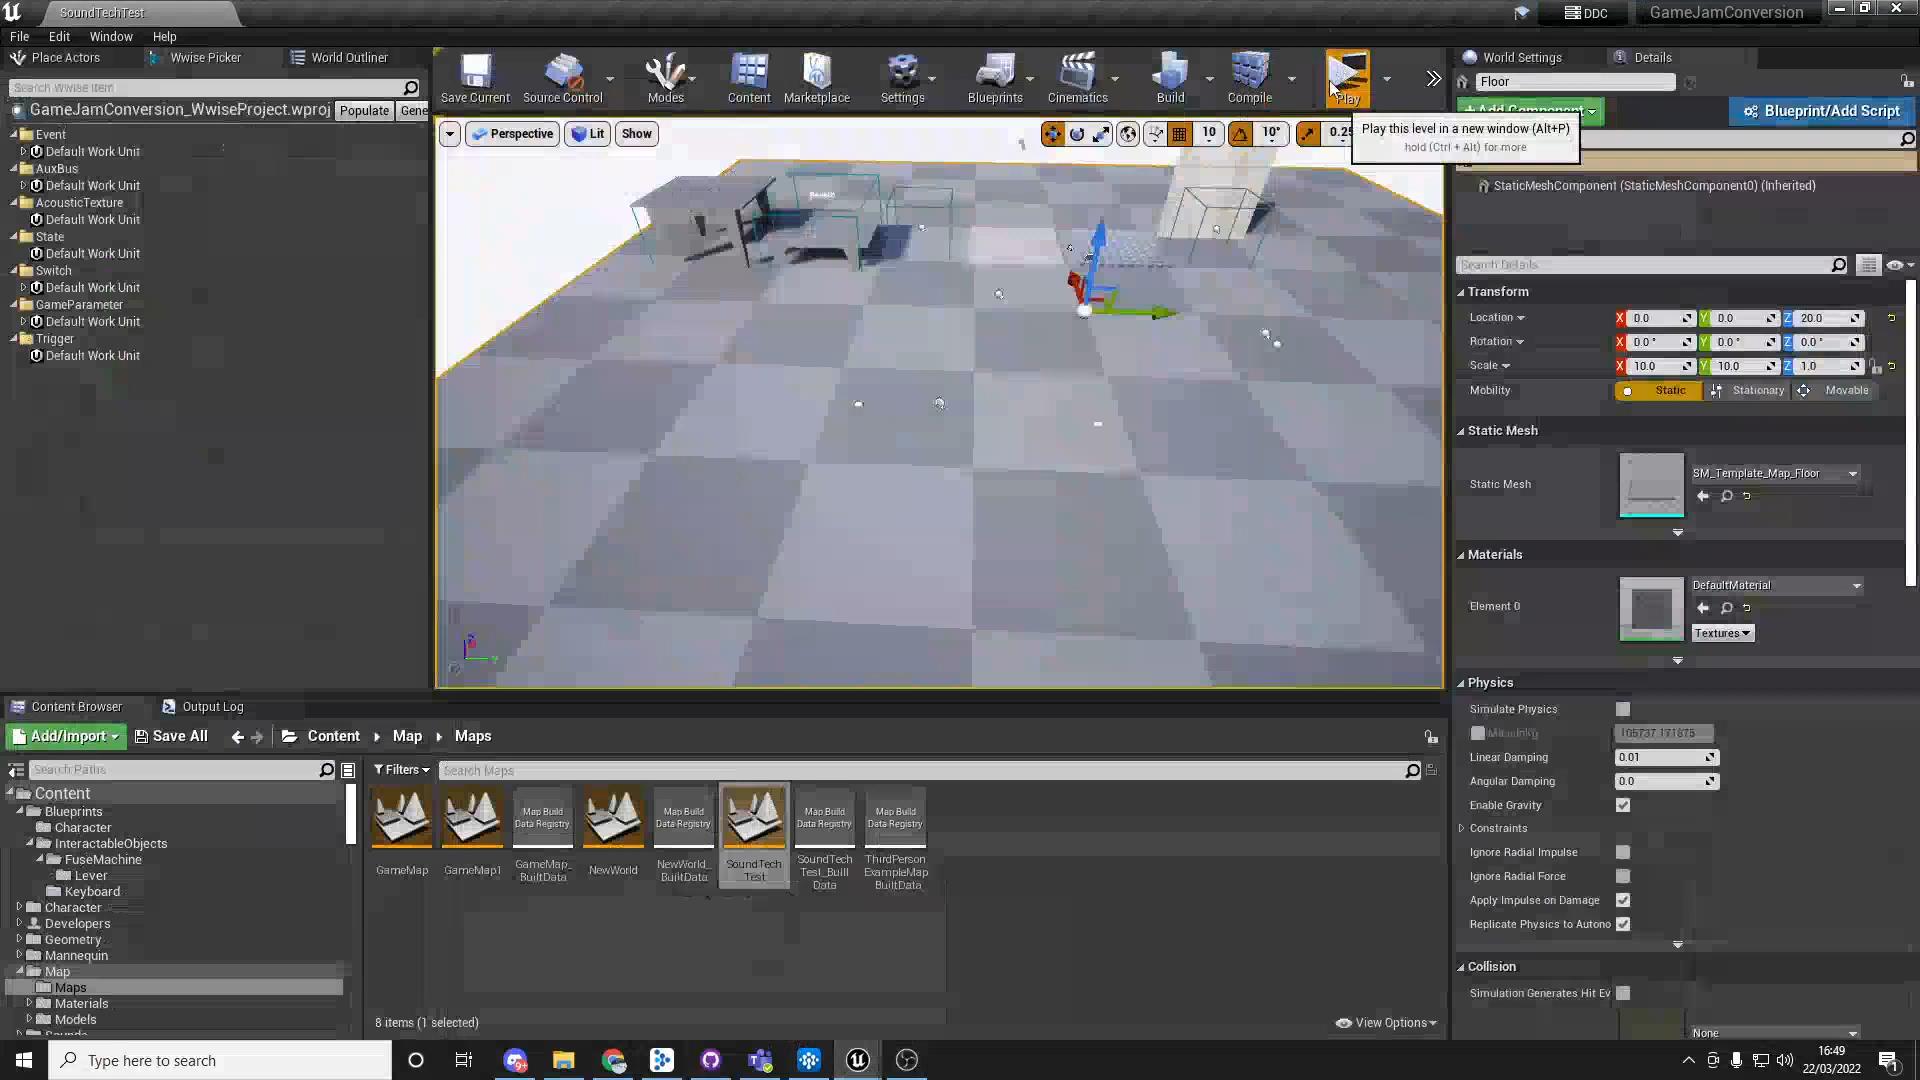 SoundTechTest
DDC
GameJamConversion
File Edit Window Help
Place Actors
Wwise Picker
World Outliner
Search Wwise Item
GameJamConversion_WwiseProject.wproj
Populate
Gene
Event
Default Work Unit
AuxBus
Default Work Unit
AcousticTexture
Default Work Unit
State
Default Work Unit
Switch
Default Work Unit
GameParameter
Default Work Unit
Trigger
Default Work Unit
Save Current
Source Control
Modes
Content
Marketplace
Settings
Blueprints
Cinematics
Build
Compile
Play
Perspective
Lit
Show
10
10°
0.25
Play this level in a new window (Alt+P)
hold (Ctrl + Alt) for more
World Settings
Details
Floor
Blueprint/Add Script
StaticMeshComponent (StaticMeshComponent0) (Inherited)
Search Details
Transform
Location
X 0.0 Y 0.0 Z 20.0
Rotation
X 0.0 ° Y 0.0 ° Z 0.0 °
Scale
X 10.0 Y 10.0 Z 1.0
Mobility
Static
Stationary
Movable
Static Mesh
Static Mesh
SM_Template_Map_Floor
Materials
Element 0
DefaultMaterial
Textures
Physics
Simulate Physics
105737.171875
Linear Damping
0.01
Angular Damping
0.0
Enable Gravity
Constraints
Ignore Radial Impulse
Ignore Radial Force
Apply Impulse on Damage
Replicate Physics to Autono
Collision
Simulation Generates Hit Ev
None
Content Browser
Output Log
Add/Import
Save All
Content
Map
Maps
Search Paths
Filters
Search Maps
Content
Blueprints
Character
InteractableObjects
FuseMachine
Lever
Keyboard
Character
Developers
Geometry
Mannequin
Map
Maps
Materials
Models
Map Build
Data Registry
Map Build
Data Registry
Map Build
Data Registry
Map Build
Data Registry
GameMap
GameMap1
GameMap_
BuiltData
NewWorld
NewWorld_
BuiltData
SoundTech
Test
SoundTech
Test_Built
Data
ThirdPerson
ExampleMap
BuiltData
8 items (1 selected)
View Options
Type here to search
16:49
22/03/2022